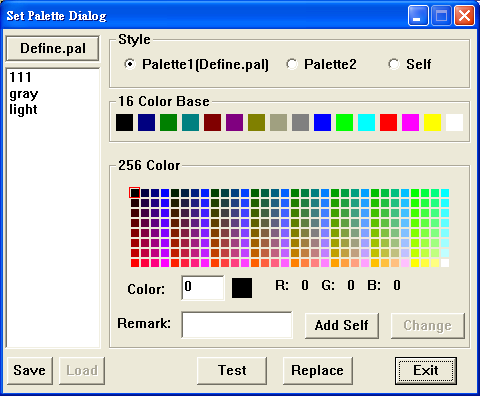 Set Palette Dialog
Define.pal
111
gray
light
Style
Palette1(Define.pal) Palette2 Self
16 Color Base
256 Color
Color: 0 R: 0 G: 0 B: 0
Remark: Add Self Change
Save Load Test Replace Exit